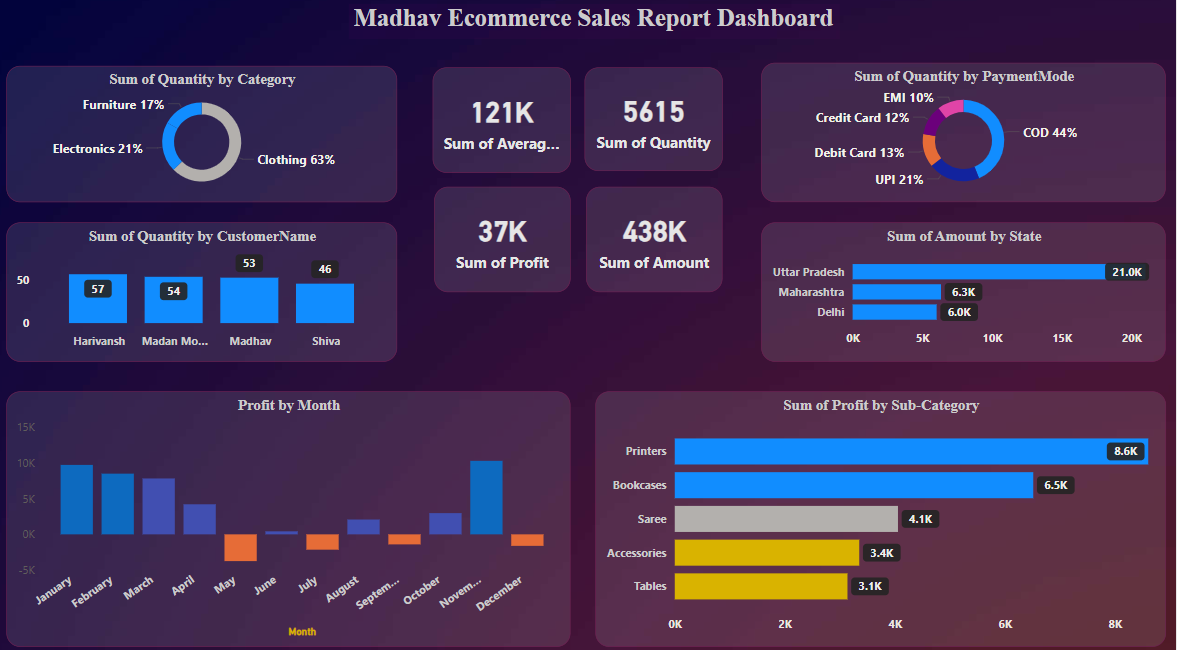 Madhav Ecommerce Sales Report Dashboard
Sum of Quantity by Category
Furniture 17%
Electronics 21%
Clothing 63%
121K
Sum of Averag...
5615
Sum of Quantity
37K
Sum of Profit
438K
Sum of Amount
Sum of Quantity by PaymentMode
EMI 10%
Credit Card 12%
COD 44%
Debit Card 13%
UPI 21%
Sum of Quantity by CustomerName
50
0
57
54
53
46
Harivansh
Madan Mo...
Madhav
Shiva
Sum of Amount by State
Uttar Pradesh
21.0K
Maharashtra
6.3K
Delhi
6.0K
0K
5K
10K
15K
20K
Profit by Month
15K
10K
5K
0K
-5K
January
February
March
April
May
June
July
August
Septem...
October
Novem...
December
Month
Sum of Profit by Sub-Category
Printers
8.6K
Bookcases
6.5K
Saree
4.1K
Accessories
3.4K
Tables
3.1K
0K
2K
4K
6K
8K